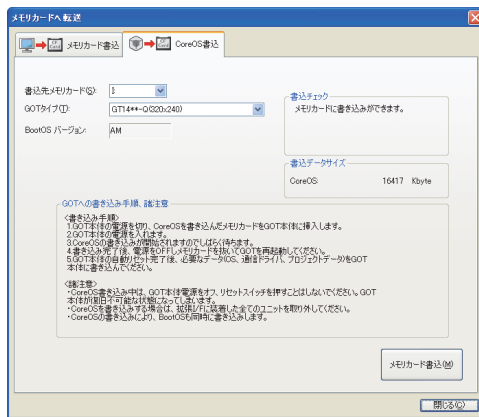 メモリカードへ転送
メモリカード書込
CoreOS書込
書込先メモリカード(S):
GOTタイプ(T): GT14**-Q(320x240)
BootOS バージョン: AM
書込チェック
メモリカードに書き込みができます。
書込データサイズ
CoreOS: 16417 Kbyte
GOTへの書き込み手順、諸注意
<書き込み手順>
1.GOT本体の電源を切り、CoreOSを書き込んだメモリカードをGOT本体に挿入します。
2.GOT本体の電源を入れます。
3.CoreOSの書き込みが開始されますのでしばらく待ちます。
4.書き込み完了後、電源をOFFしメモリカードを抜いてGOTを再起動してください。
5.GOT本体の自動リセット完了後、必要なデータ(OS、通信ドライバ、プロジェクトデータ)をGOT
本体に書き込んでください。
<諸注意>
・CoreOS書き込み中は、GOT本体電源をオフ、リセットスイッチを押すことはしないでください。GOT
本体が復旧不可能な状態になってしまいます。
・CoreOSを書き込みする場合は、拡張I/Fに装着した全てのユニットを取り外してください。
・CoreOSの書き込みにより、BootOSも同時に書き込みします。
メモリカード書込(M)
閉じる(C)